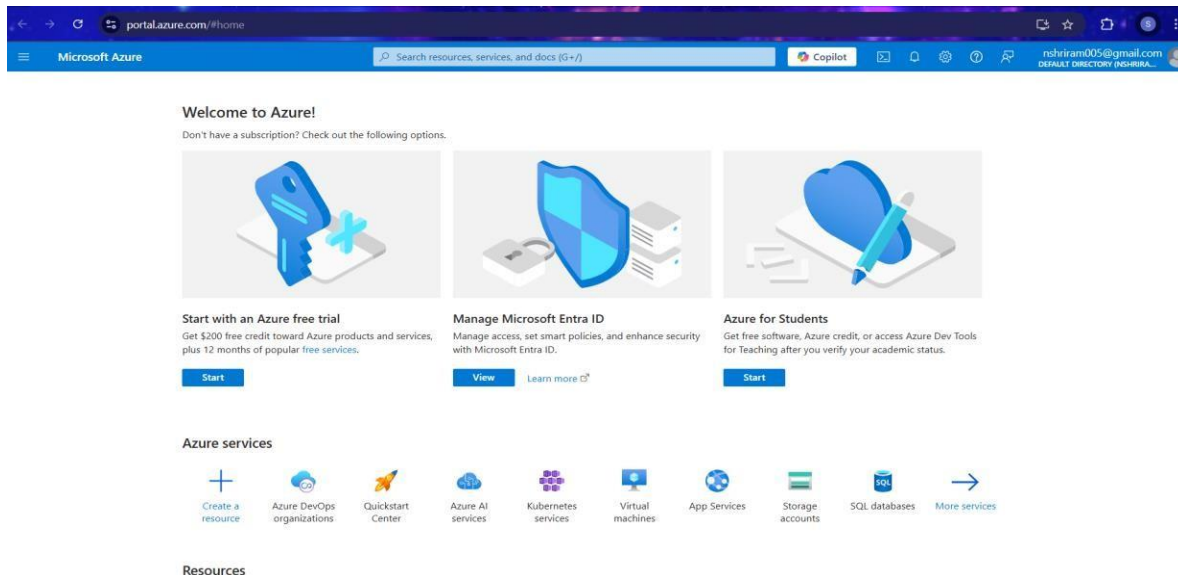 portal.azure.com/#home
S
Microsoft Azure
Search resources, services, and docs (G+/)
Copilot
nshriram005@gmail.com
DEFAULT DIRECTORY (NSHRIRA...
Welcome to Azure!
Don't have a subscription? Check out the following options.
Start with an Azure free trial
Get $200 free credit toward Azure products and services,
plus 12 months of popular free services.
Start
Manage Microsoft Entra ID
Manage access, set smart policies, and enhance security
with Microsoft Entra ID.
View Learn more
Azure for Students
Get free software, Azure credit, or access Azure Dev Tools
for Teaching after you verify your academic status.
Start
Azure services
Create a
resource
Azure DevOps
organizations
Quickstart
Center
Azure AI
services
Kubernetes
services
Virtual
machines
App Services
Storage
accounts
SQL
SQL databases
More services
Resources